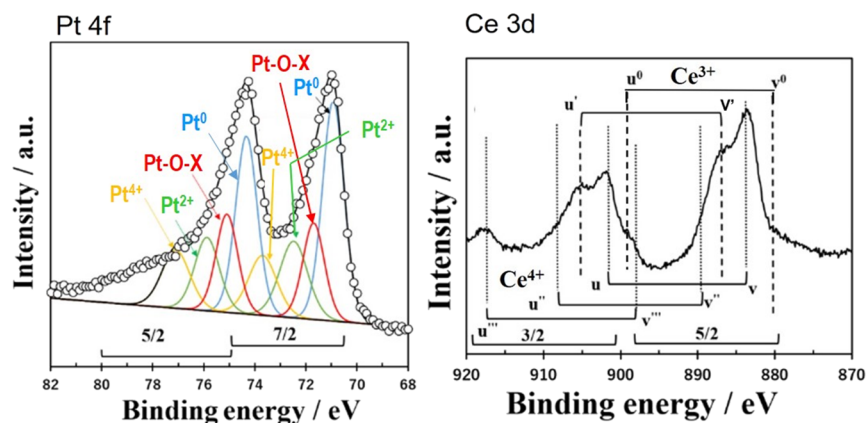 Pt 4f
Pt-O-X
Pt⁰
Pt²⁺
Pt⁰
Pt⁴⁺
Pt-O-X
Pt²⁺
Pt⁴⁺
5/2
7/2
82 80 78 76 74 72 70 68
Binding energy / eV
Intensity / a.u.
Ce 3d
u⁰ Ce³⁺ v⁰
u' V'
Ce⁴⁺
u v
u'' v''
u''' v'''
3/2 5/2
920 910 900 890 880 870
Binding energy / eV
Intensity / a.u.